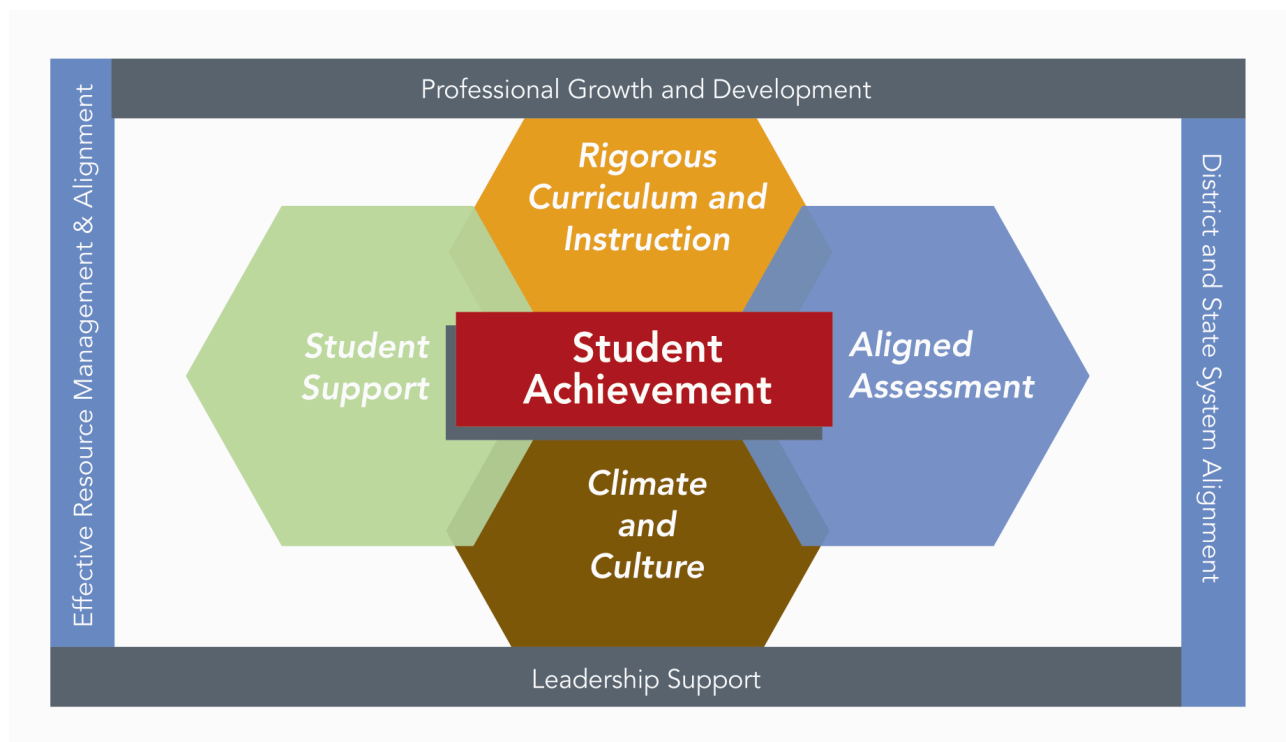 Professional Growth and Development
Effective Resource Management & Alignment
Rigorous
Curriculum and
Instruction
Student
Support
Student
Achievement
Aligned
Assessment
Climate
and
Culture
District and State System Alignment
Leadership Support